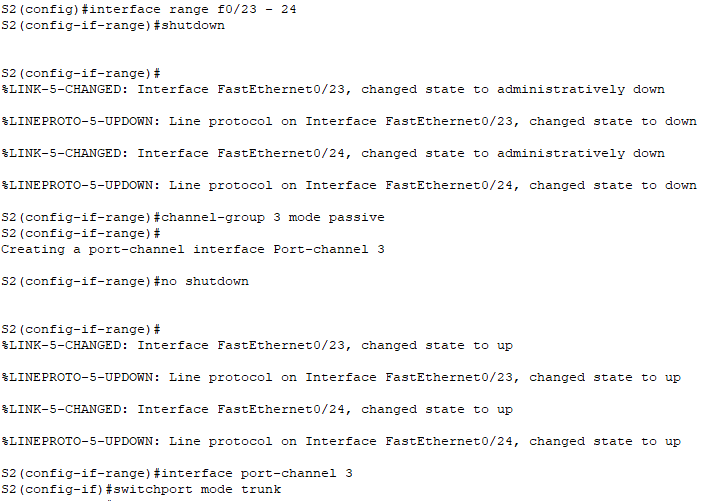 S2(config)#interface range f0/23 - 24
S2(config-if-range)#shutdown
S2(config-if-range)#
%LINK-5-CHANGED: Interface FastEthernet0/23, changed state to administratively down
%LINEPROTO-5-UPDOWN: Line protocol on Interface FastEthernet0/23, changed state to down
%LINK-5-CHANGED: Interface FastEthernet0/24, changed state to administratively down
%LINEPROTO-5-UPDOWN: Line protocol on Interface FastEthernet0/24, changed state to down
S2(config-if-range)#channel-group 3 mode passive
S2(config-if-range)#
Creating a port-channel interface Port-channel 3
S2(config-if-range)#no shutdown
S2(config-if-range)#
%LINK-5-CHANGED: Interface FastEthernet0/23, changed state to up
%LINEPROTO-5-UPDOWN: Line protocol on Interface FastEthernet0/23, changed state to up
%LINK-5-CHANGED: Interface FastEthernet0/24, changed state to up
%LINEPROTO-5-UPDOWN: Line protocol on Interface FastEthernet0/24, changed state to up
S2(config-if-range)#interface port-channel 3
S2(config-if)#switchport mode trunk